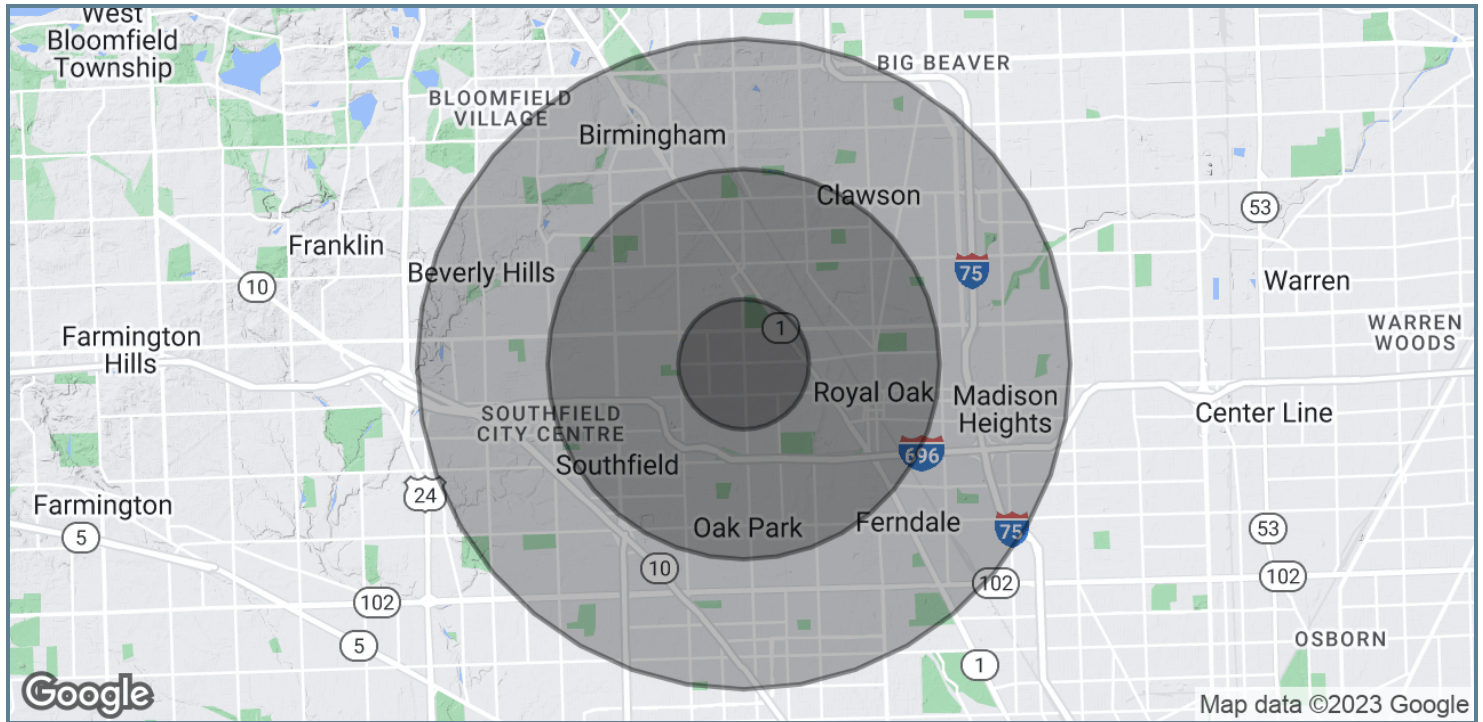 West
Bloomfield
Township
BIG BEAVER
BLOOMFIELD
VILLAGE
Birmingham
Clawson
53
Franklin
Beverly Hills
75
10
Warren
1
WARREN
WOODS
Farmington
Hills
Royal Oak
Madison
Heights
SOUTHFIELD
CITY CENTRE
Center Line
696
Southfield
24
Farmington
5
Oak Park
Ferndale
75
53
10
102
102
102
5
OSBORN
1
Google
Map data ©2023 Google